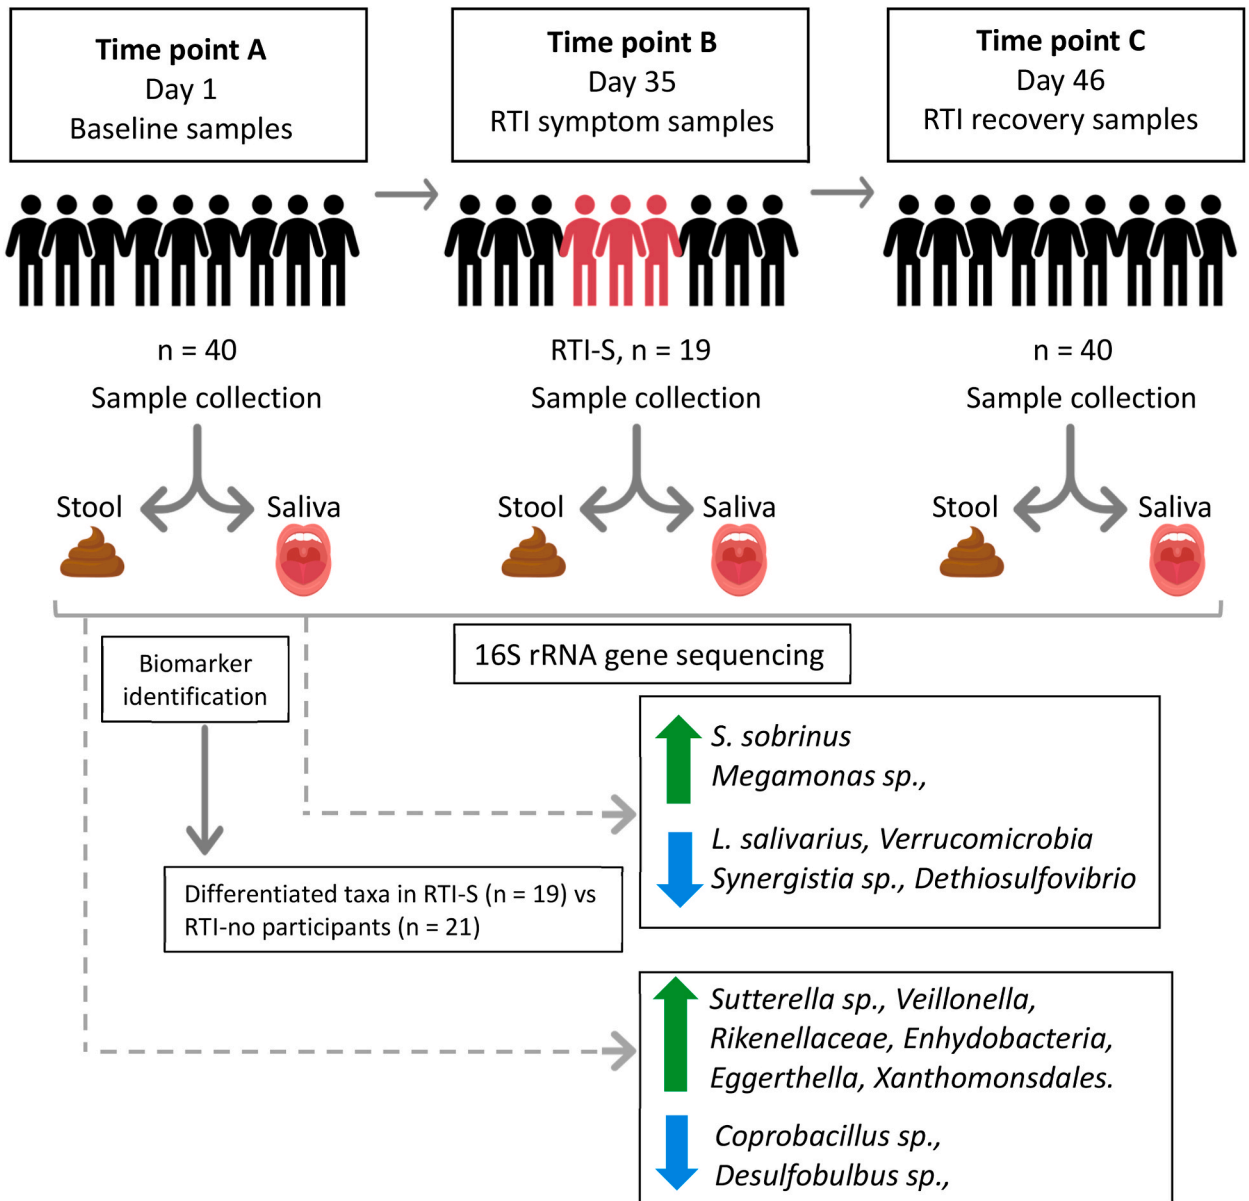 Time point A
Day 1
Baseline samples
Time point B
Day 35
RTI symptom samples
Time point C
Day 46
RTI recovery samples
n = 40
Sample collection
Stool
Saliva
RTI-S, n = 19
Sample collection
Stool
Saliva
n = 40
Sample collection
Stool
Saliva
16S rRNA gene sequencing
Biomarker
identification
Differentiated taxa in RTI-S (n = 19) vs
RTI-no participants (n = 21)
S. sobrinus
Megamonas sp.,
L. salivarius, Verrucomicrobia
Synergistia sp., Dethiosulfovibrio
Sutterella sp., Veillonella,
Rikenellaceae, Enhydobacteria,
Eggerthella, Xanthomonsdales.
Coprobacillus sp.,
Desulfobulbus sp.,